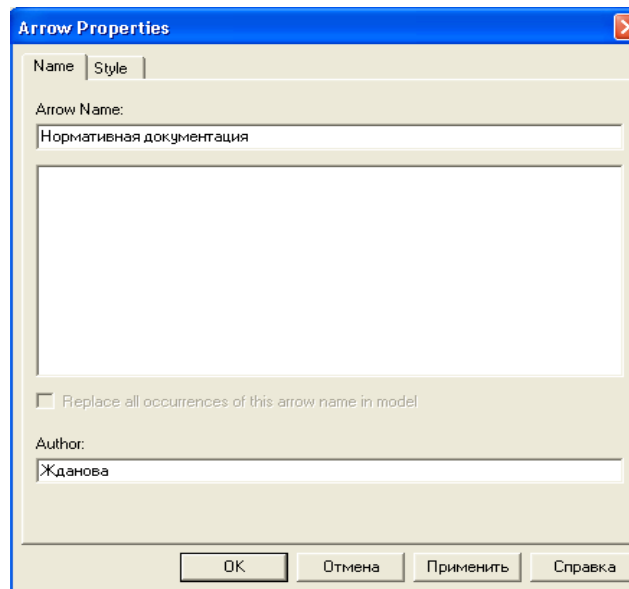 Arrow Properties
Name Style
Arrow Name:
Нормативная документация
Replace all occurrences of this arrow name in model
Author:
Жданова
OK Отмена Применить Справка